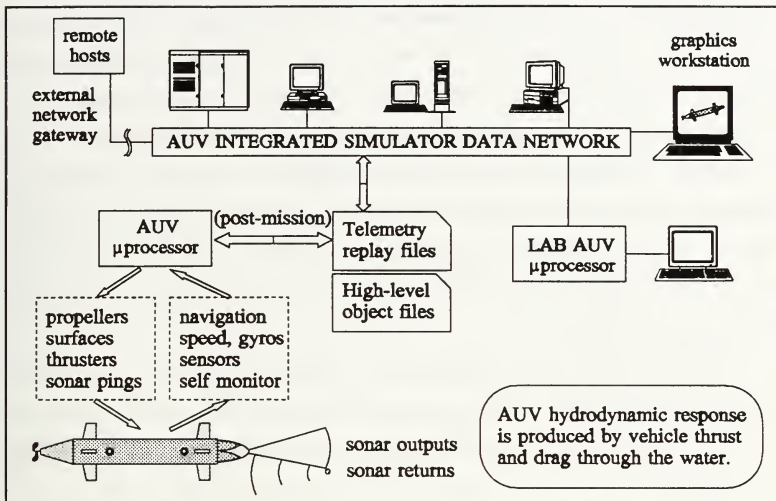 remote
hosts
graphics
workstation
external
network
gateway
AUV INTEGRATED SIMULATOR DATA NETWORK
AUV
μprocessor
(post-mission)
Telemetry
replay files
High-level
object files
LAB AUV
μprocessor
propellers
surfaces
thrusters
sonar pings
navigation
speed, gyros
sensors
self monitor
sonar outputs
sonar returns
AUV hydrodynamic response
is produced by vehicle thrust
and drag through the water.